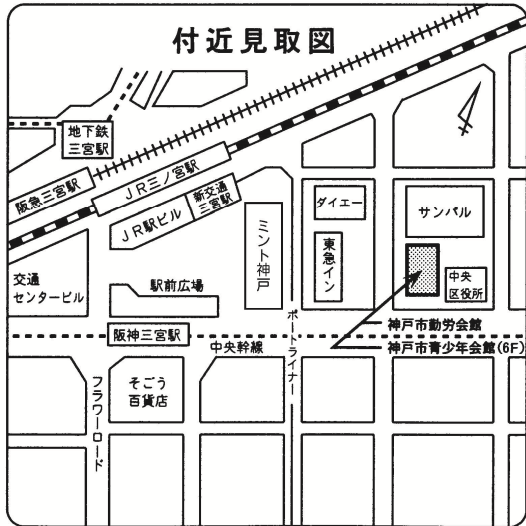 付近見取図
地下鉄
三宮駅
阪急三宮駅
JR三ノ宮駅
JR駅ビル
新交通
三宮駅
ダイエー
サンパル
ミント神戸
東急イン
中央
区役所
交通
センタービル
駅前広場
ポートライナー
神戸市勤労会館
阪神三宮駅
中央幹線
神戸市青少年会館(6F)
フラワーロード
そごう
百貨店